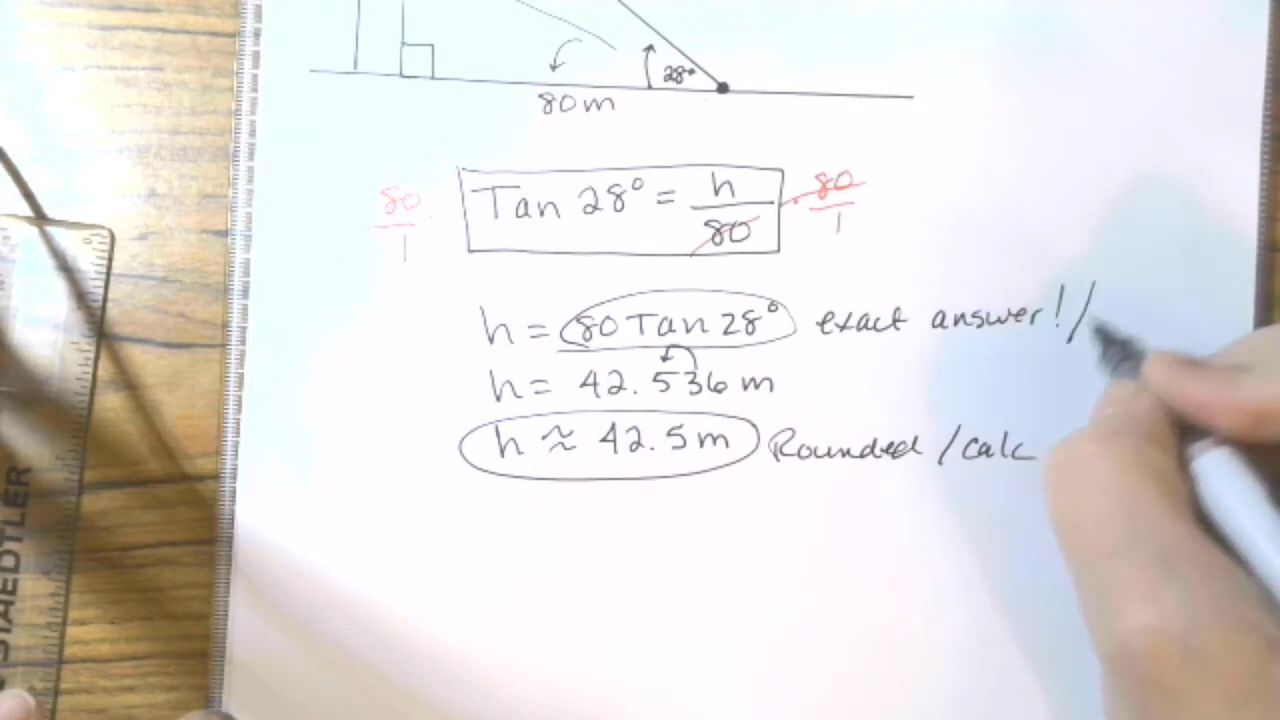 28°
80m
80
1
Tan 28° = h/80 · 80/1
h = 80 Tan 28° exact answer! /
h = 42.536 m
h ≈ 42.5m Rounded / calc
STAEDTLER